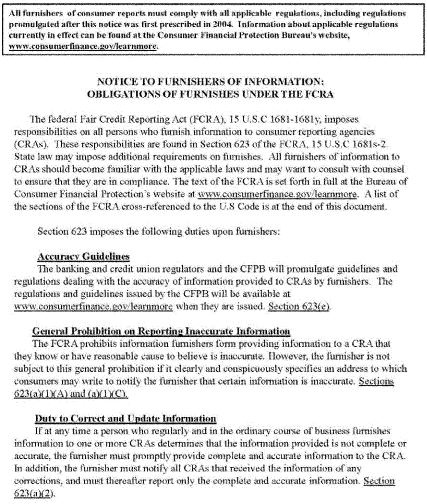 All furnishers of consumer reports must comply with all applicable regulations, including regulations
promulgated after this notice was first prescribed in 2004. Information about applicable regulations
currently in effect can be found at the Consumer Financial Protection Bureau's website,
www.consumerfinance.gov/learnmore.
NOTICE TO FURNISHERS OF INFORMATION:
OBLIGATIONS OF FURNISHES UNDER THE FCRA
The federal Fair Credit Reporting Act (FCRA), 15 U.S.C 1681-1681y, imposes
responsibilities on all persons who furnish information to consumer reporting agencies
(CRAs). These responsibilities are found in Section 623 of the FCRA, 15 U.S.C 1681s-2.
State law may impose additional requirements on furnishes. All furnishers of information to
CRAs should become familiar with the applicable laws and may want to consult with counsel
to ensure that they are in compliance. The text of the FCRA is set forth in full at the Bureau of
Consumer Financial Protection's website at www.consumerfinance.gov/learnmore. A list of
the sections of the FCRA cross-referenced to the U.S Code is at the end of this document.
Section 623 imposes the following duties upon furnishers:
Accuracy Guidelines
The banking and credit union regulators and the CFPB will promulgate guidelines and
regulations dealing with the accuracy of information provided to CRAs by furnishers. The
regulations and guidelines issued by the CFPB will be available at
www.consumerfinance.gov/learnmore when they are issued. Section 623(e).
General Prohibition on Reporting Inaccurate Information
The FCRA prohibits information furnishers form providing information to a CRA that
they know or have reasonable cause to believe is inaccurate. However, the furnisher is not
subject to this general prohibition if it clearly and conspicuously specifies an address to which
consumers may write to notify the furnisher that certain information is inaccurate. Sections
623(a)(1)(A) and (a)(1)(C).
Duty to Correct and Update Information
If at any time a person who regularly and in the ordinary course of business furnishes
information to one or more CRAs determines that the information provided is not complete or
accurate, the furnisher must promptly provide complete and accurate information to the CRA.
In addition, the furnisher must notify all CRAs that received the information of any
corrections, and must thereafter report only the complete and accurate information. Section
623(a)(2).